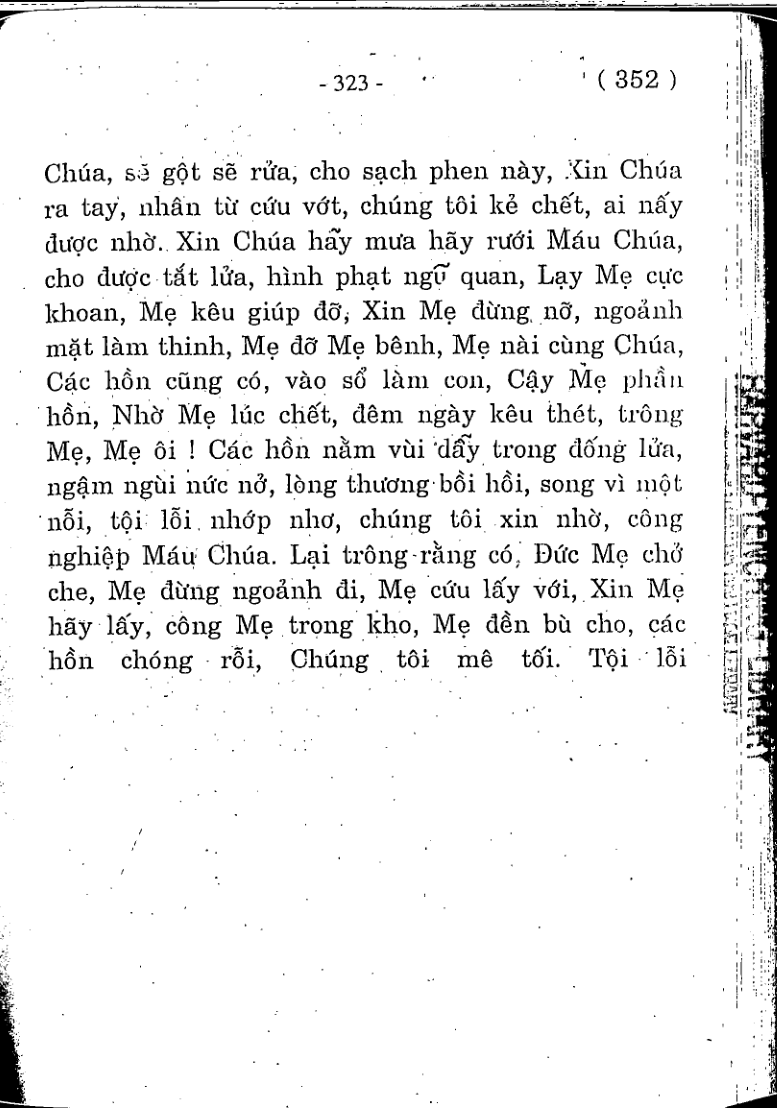 - 323 - ( 352 )
Chúa, sẽ gột sẽ rửa, cho sạch phen này, Xin Chúa
ra tay, nhân từ cứu vớt, chúng tôi kẻ chết, ai nấy
được nhờ. Xin Chúa hãy mưa hãy rưới Máu Chúa,
cho được tắt lửa, hình phạt ngữ quan, Lạy Mẹ cực
khoan, Mẹ kêu giúp đỡ, Xin Mẹ đừng nỡ, ngoảnh
mặt làm thinh, Mẹ đỡ Mẹ bênh, Mẹ nài cùng Chúa,
Các hồn cũng có, vào sổ làm con, Cậy Mẹ phần
hồn, Nhờ Mẹ lúc chết, đêm ngày kêu thét, trông
Mẹ, Mẹ ôi ! Các hồn nằm vùi dẫy trong đống lửa,
ngậm ngùi nức nở, lòng thương bồi hồi, song vì một
nỗi, tội lỗi nhớp nhơ, chúng tôi xin nhờ, công
nghiệp Máu Chúa. Lại trông rằng có, Đức Mẹ chở
che, Mẹ đừng ngoảnh đi, Mẹ cứu lấy với, Xin Mẹ
hãy lấy, công Mẹ trong kho, Mẹ đền bù cho, các
hồn chóng rỗi, Chúng tôi mê tối. Tội lỗi